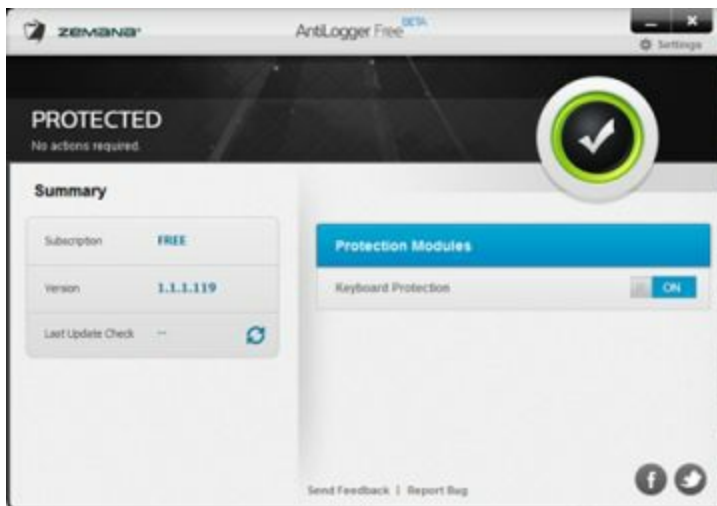 ZEMANA
AntiLogger Free BETA
Settings
PROTECTED
No actions required.
Summary
Subscription FREE
Version 1.1.1.119
Last Update Check --
Protection Modules
Keyboard Protection ON
Send Feedback | Report Bug